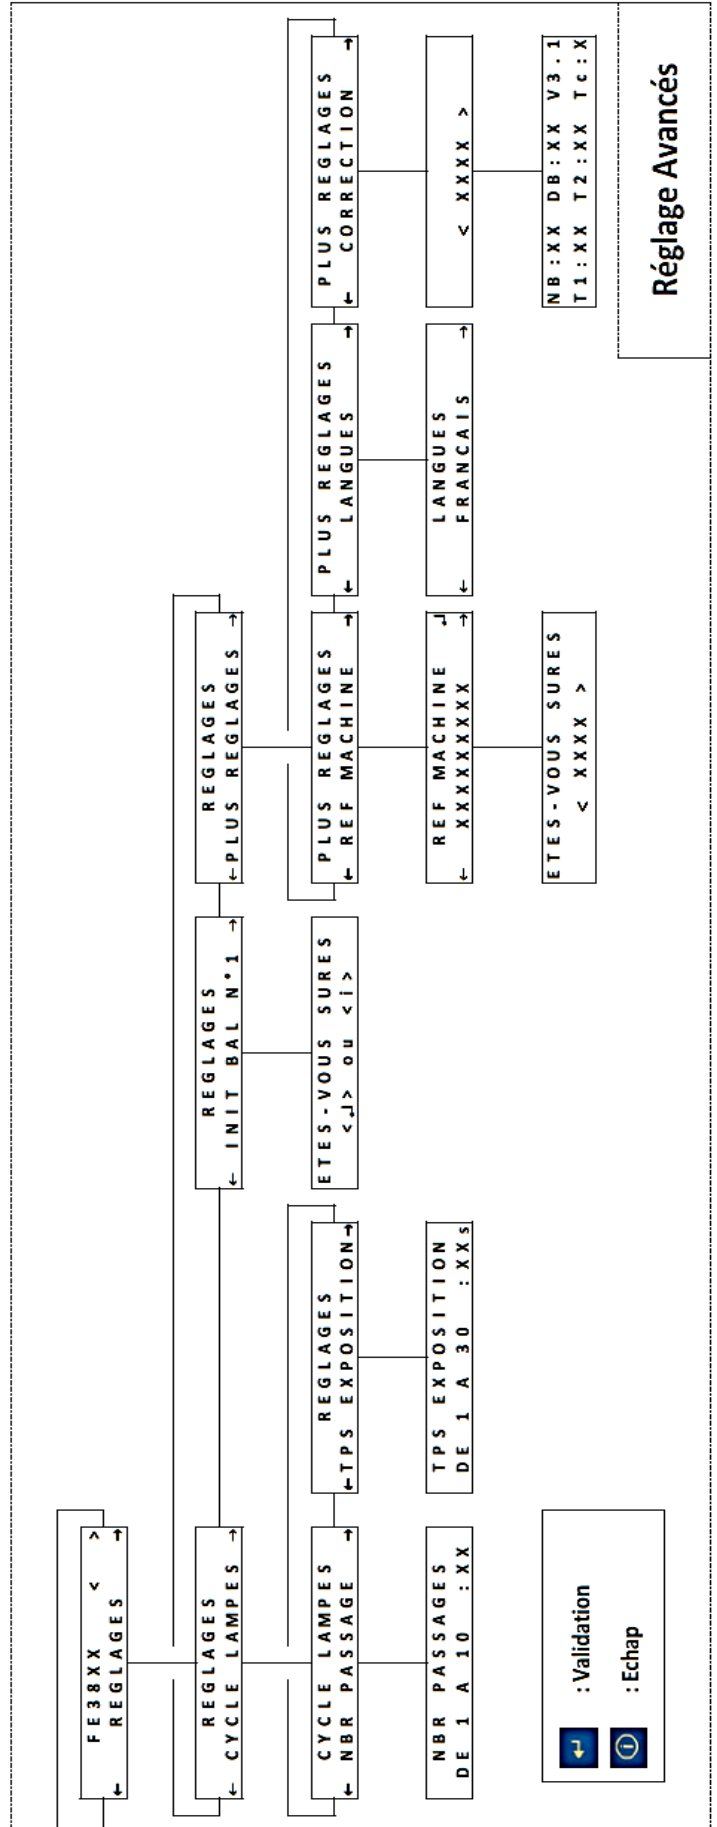 FE38XX < >
← REGLAGES →
REGLAGES
← CYCLE LAMPES →
CYCLE LAMPES
← NBR PASSAGE →
NBR PASSAGES
DE 1 A 10 :XX
REGLAGES
←TPS EXPOSITION→
TPS EXPOSITION
DE 1 A 30 :XXs
REGLAGES
← INIT BAL N°1 →
ETES-VOUS SURES
<↵> ou <i>
REGLAGES
←PLUS REGLAGES →
PLUS REGLAGES
← REF MACHINE →
REF MACHINE ↵
← XXXXXXXXXX →
ETES-VOUS SURES
< XXXX >
PLUS REGLAGES
← LANGUES →
LANGUES
← FRANCAIS →
PLUS REGLAGES
← CORRECTION →
< XXXX >
NB:XX DB:XX V3.1
T1:XX T2:XX Tc:X
: Validation
: Echap
Réglage Avancés